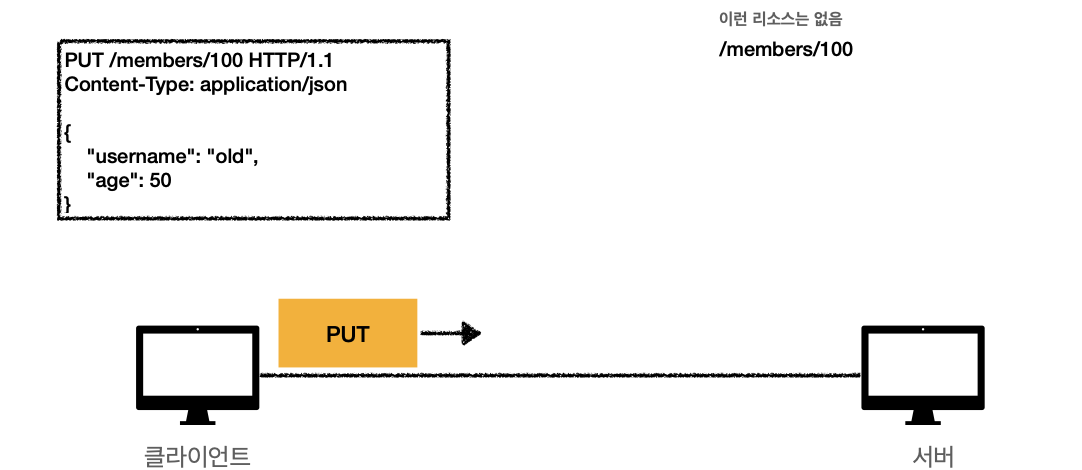 이런 리소스는 없음
/members/100
PUT /members/100 HTTP/1.1
Content-Type: application/json
{
"username": "old",
"age": 50
}
PUT
클라이언트
서버